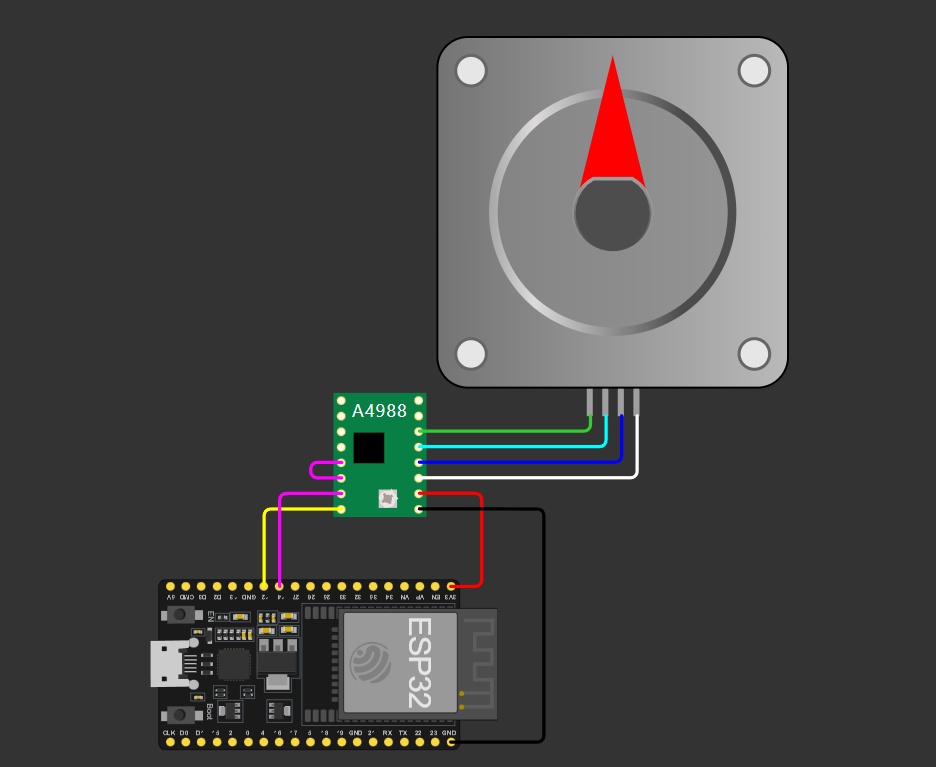 A4988
5V CMD D3 D2 13 GND 12 14 27 26 25 33 32 35 34 VN VP EN 3V3
EN
ESP32
Boot
CLK D0 D1 15 2 0 4 16 17 5 18 19 GND 21 RX TX 22 23 GND